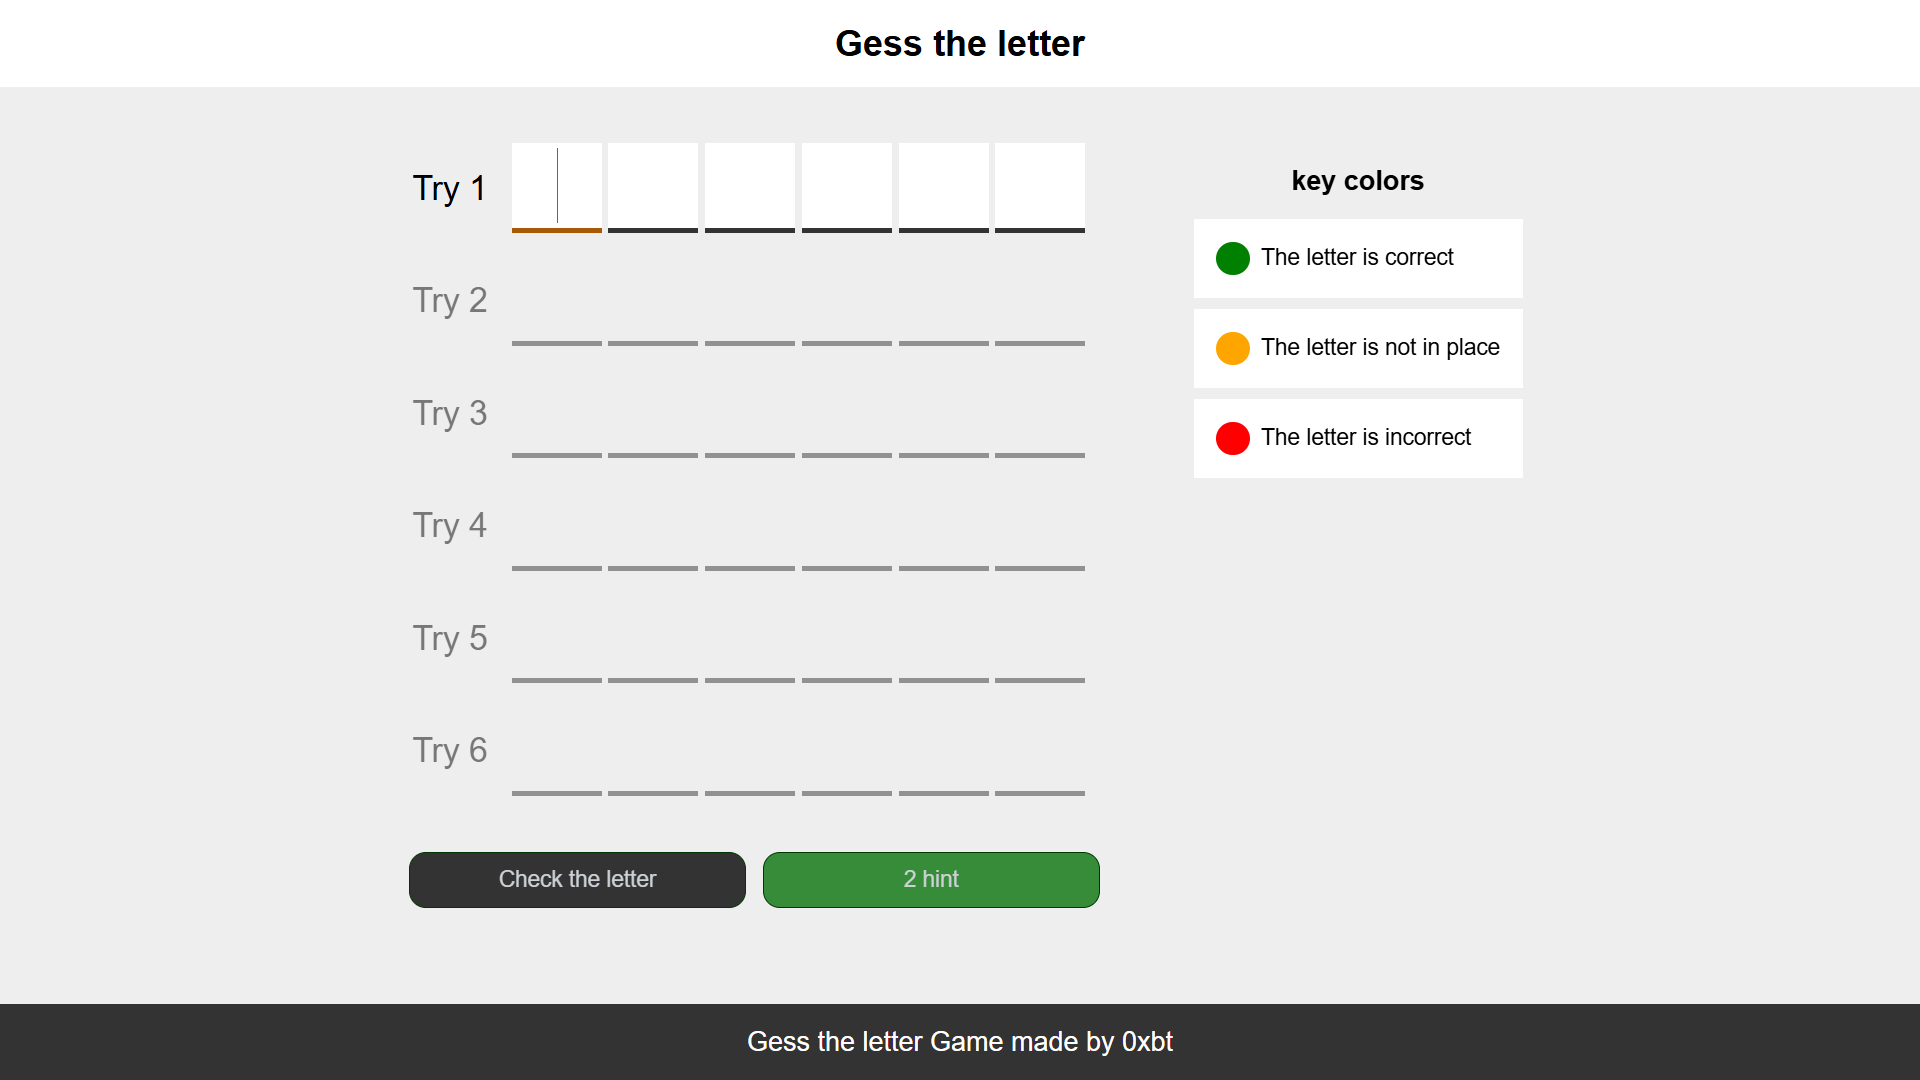 Gess the letter
Try 1
Try 2
Try 3
Try 4
Try 5
Try 6
Check the letter
2 hint
key colors
The letter is correct
The letter is not in place
The letter is incorrect
Gess the letter Game made by 0xbt